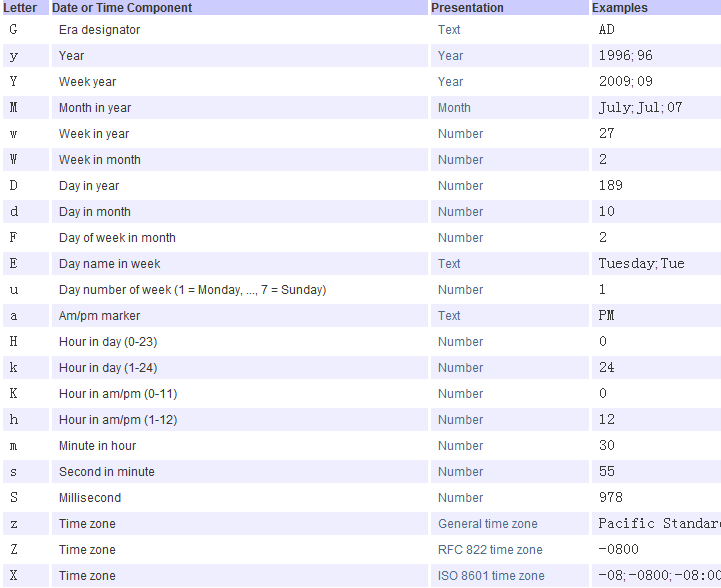 Letter Date or Time Component Presentation Examples
G Era designator Text AD
y Year Year 1996; 96
Y Week year Year 2009; 09
M Month in year Month July; Jul; 07
w Week in year Number 27
W Week in month Number 2
D Day in year Number 189
d Day in month Number 10
F Day of week in month Number 2
E Day name in week Text Tuesday; Tue
u Day number of week (1 = Monday, ..., 7 = Sunday) Number 1
a Am/pm marker Text PM
H Hour in day (0-23) Number 0
k Hour in day (1-24) Number 24
K Hour in am/pm (0-11) Number 0
h Hour in am/pm (1-12) Number 12
m Minute in hour Number 30
s Second in minute Number 55
S Millisecond Number 978
z Time zone General time zone Pacific Standar
Z Time zone RFC 822 time zone -0800
X Time zone ISO 8601 time zone -08; -0800; -08:00